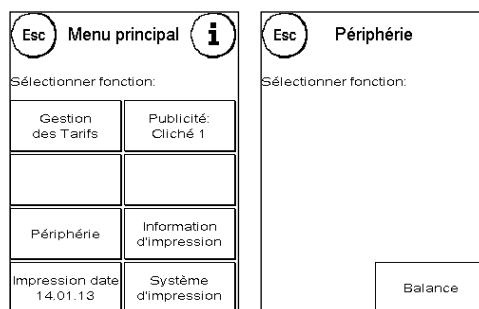 Esc Menu principal i
Sélectionner fonction:
Gestion
des Tarifs
Publicité:
Cliché 1
Périphérie
Information
d'impression
Impression date
14.01.13
Système
d'impression
Esc Périphérie
Sélectionner fonction:
Balance